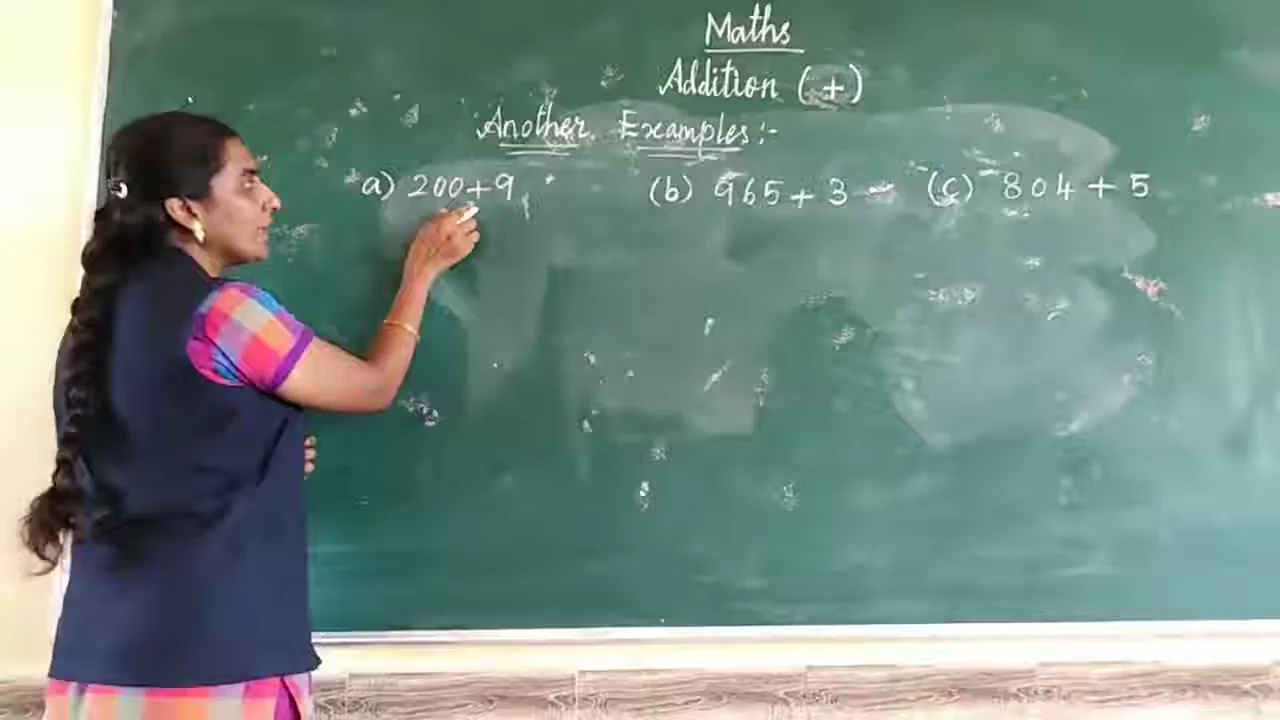 Maths
Addition (+)
Another Examples:-
a) 200+9 (b) 965 + 3 (c) 804 + 5